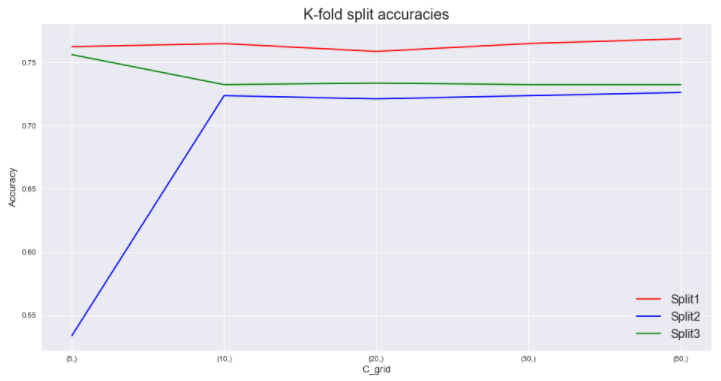 K-fold split accuracies
0.75
0.70
0.65
0.60
0.55
Accuracy
(5,)
(10,)
(20,)
(30,)
(50,)
C_grid
Split1
Split2
Split3